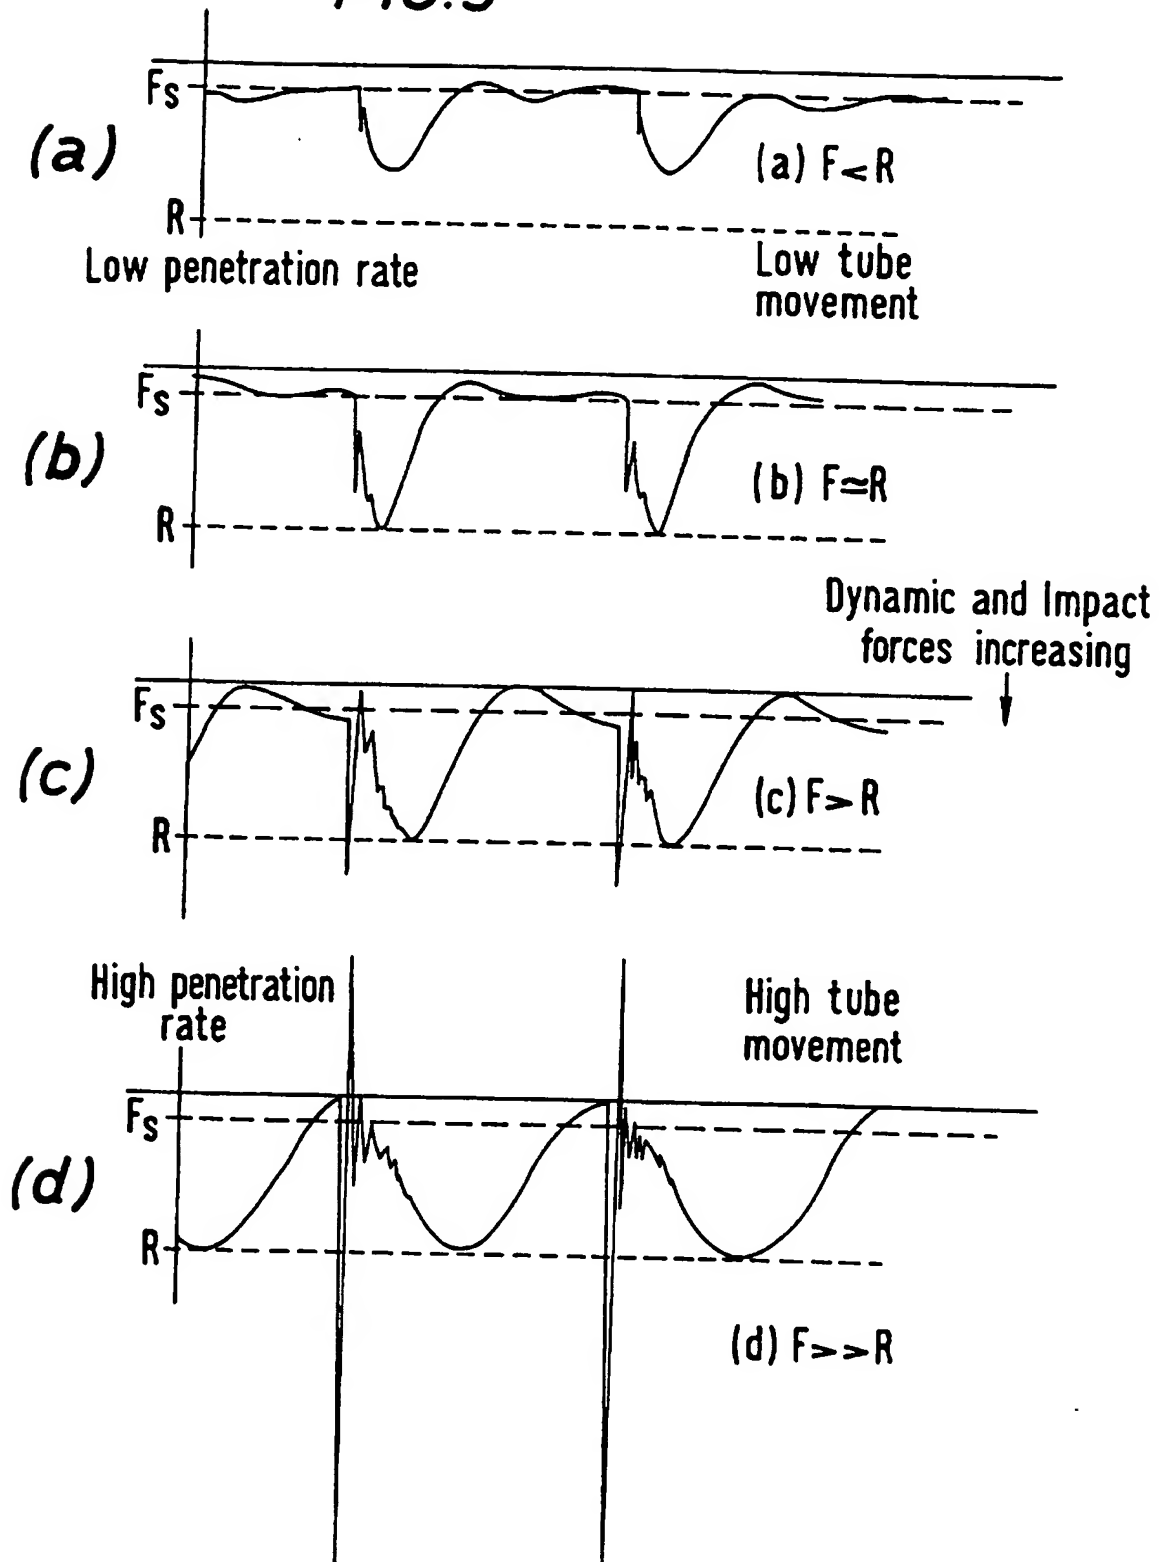 (a)
Fs
R
(a) F<R
Low penetration rate
Low tube
movement
(b)
Fs
R
(b) F≃R
Dynamic and Impact
forces increasing
(c)
Fs
R
(c) F>R
High penetration
rate
High tube
movement
(d)
Fs
R
(d) F>>R